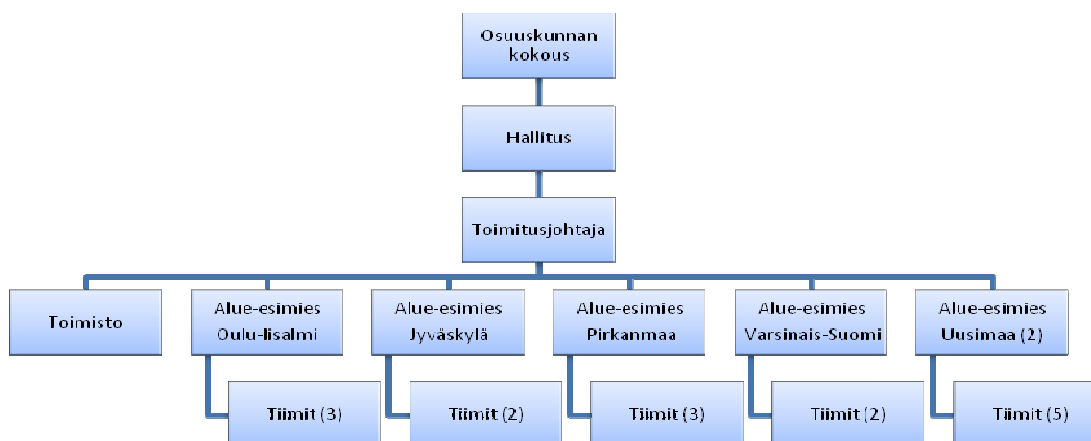 Osuuskunnan
kokous
Hallitus
Toimitusjohtaja
Toimisto
Alue-esimies
Oulu-Iisalmi
Alue-esimies
Jyväskylä
Alue-esimies
Pirkanmaa
Alue-esimies
Varsinais-Suomi
Alue-esimies
Uusimaa (2)
Tiimit (3)
Tiimit (2)
Tiimit (3)
Tiimit (2)
Tiimit (5)